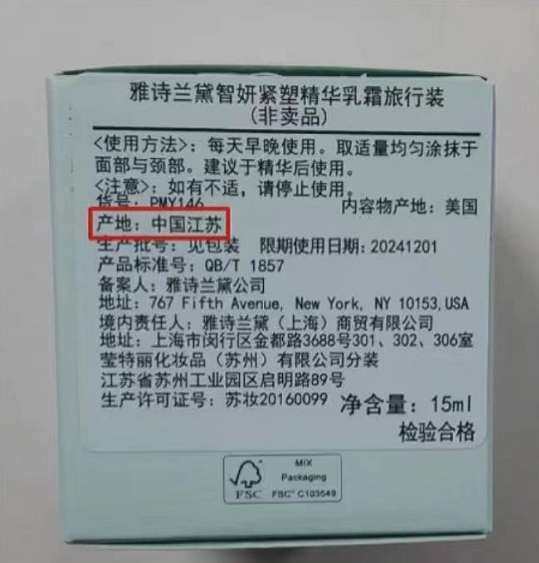 雅诗兰黛智妍紧塑精华乳霜旅行装
(非卖品)
<使用方法>：每天早晚使用。取适量均匀涂抹于
面部与颈部。建议于精华后使用。
<注意>：如有不适，请停止使用。
货号：PMY146 内容物产地：美国
产地：中国江苏
生产批号：见包装 限期使用日期：20241201
产品标准号：QB/T 1857
备案人：雅诗兰黛公司
地址：767 Fifth Avenue, New York, NY 10153,USA
境内责任人：雅诗兰黛（上海）商贸有限公司
地址：上海市闵行区金都路3688号301、302、306室
莹特丽化妆品（苏州）有限公司分装
江苏省苏州工业园区启明路89号
生产许可证号：苏妆20160099 净含量：15ml
检验合格
FSC
MIX
Packaging
FSC® C103549